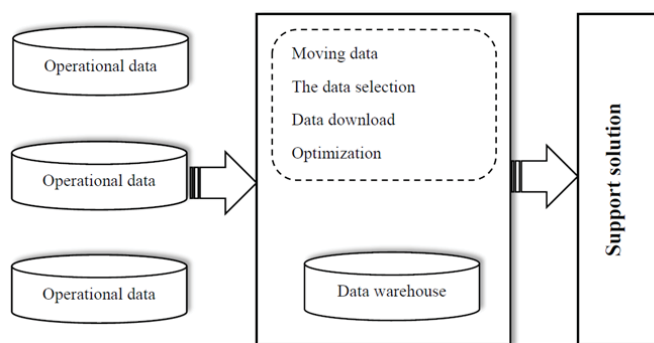 Operational data
Operational data
Operational data
Moving data
The data selection
Data download
Optimization
Data warehouse
Support solution